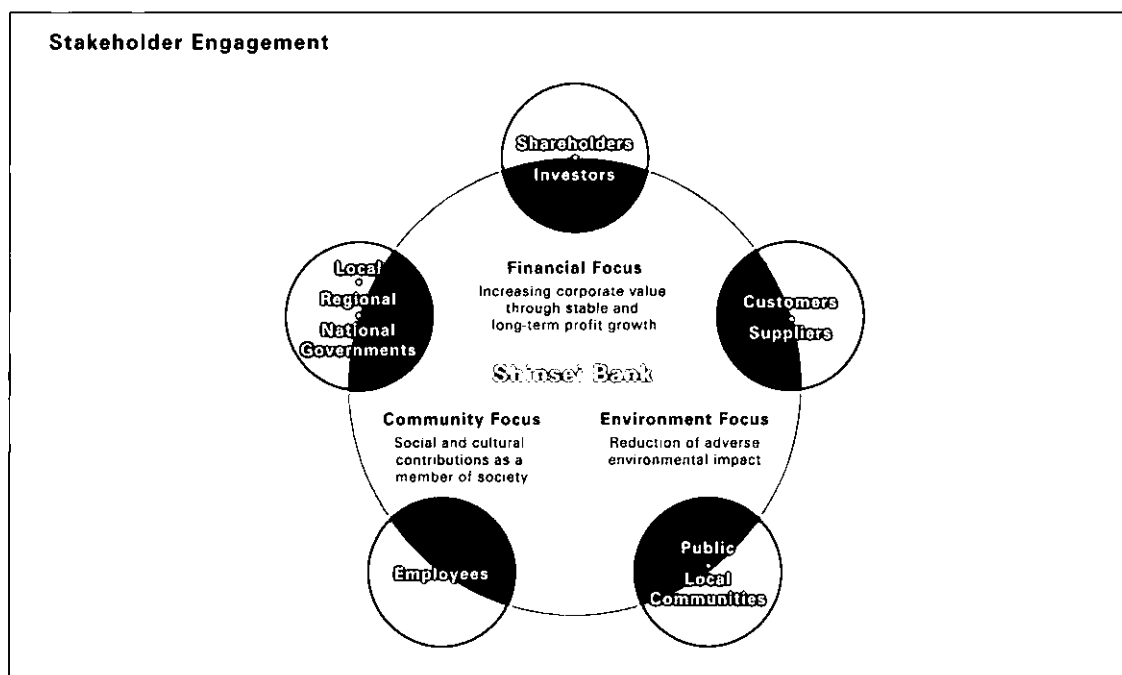 Stakeholder Engagement
Shareholders
Investors
Local
Regional
National
Governments
Financial Focus
Increasing corporate value
through stable and
long-term profit growth
Customers
Suppliers
Shinsei Bank
Community Focus
Social and cultural
contributions as a
member of society
Environment Focus
Reduction of adverse
environmental impact
Employees
Public
Local
Communities